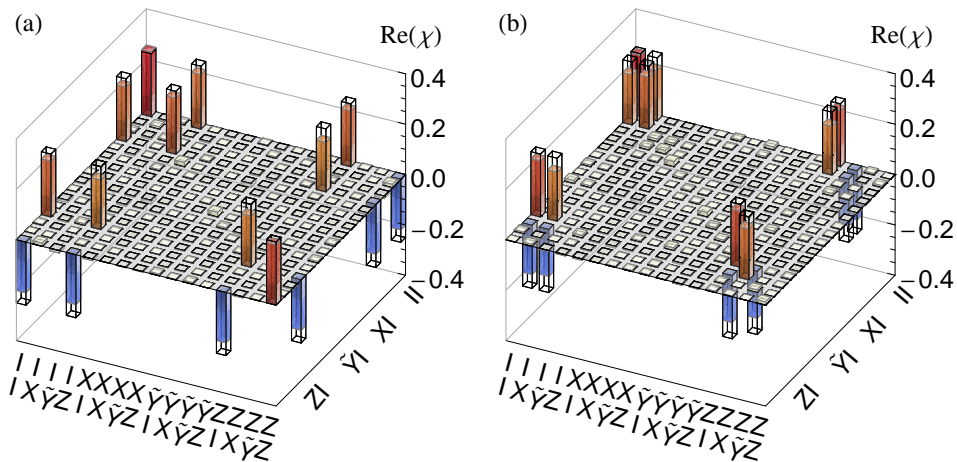 (a)
Re(χ)
0.4
0.2
0.0
−0.2
−0.4
II
XI
ỸI
ZI
I I I I X X X X Ỹ Ỹ Ỹ Ỹ Z Z Z Z
I X Ỹ Z I X Ỹ Z I X Ỹ Z I X Ỹ Z
(b)
Re(χ)
0.4
0.2
0.0
−0.2
−0.4
II
XI
ỸI
ZI
I I I I X X X X Ỹ Ỹ Ỹ Ỹ Z Z Z Z
I X Ỹ Z I X Ỹ Z I X Ỹ Z I X Ỹ Z